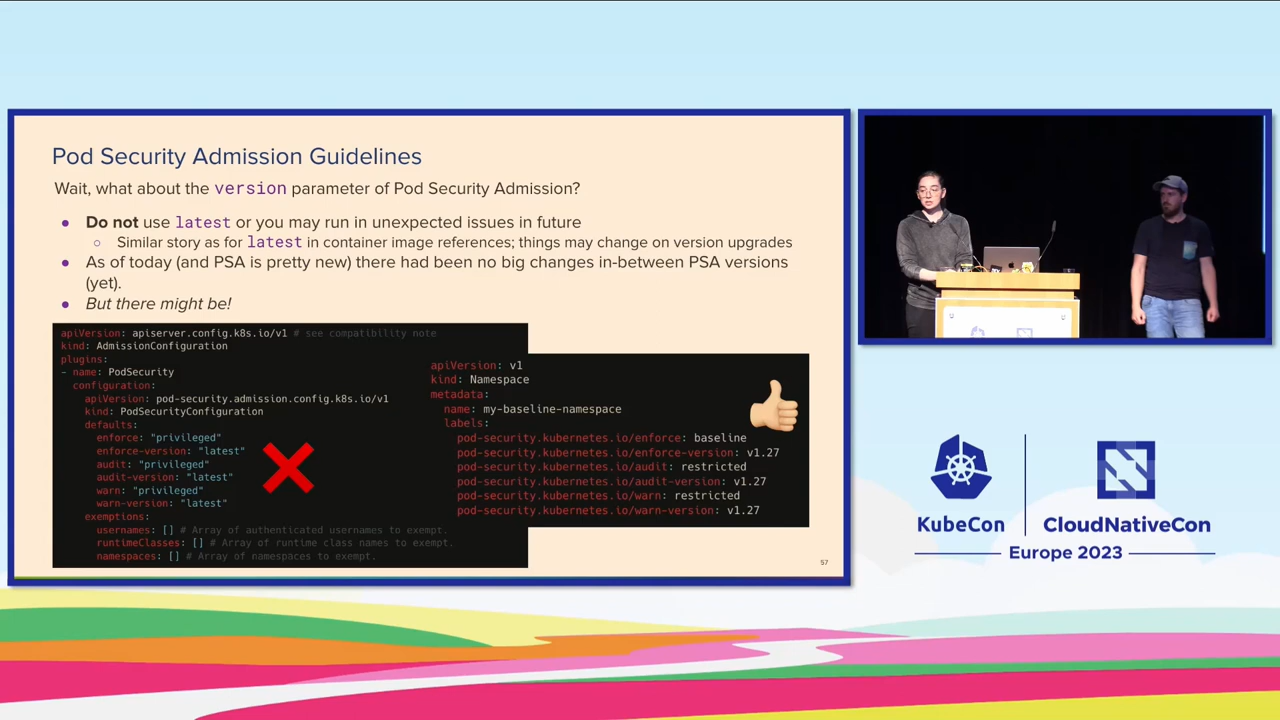 Pod Security Admission Guidelines
Wait, what about the version parameter of Pod Security Admission?
● Do not use latest or you may run in unexpected issues in future
○ Similar story as for latest in container image references; things may change on version upgrades
● As of today (and PSA is pretty new) there had been no big changes in-between PSA versions
(yet).
● But there might be!
apiVersion: apiserver.config.k8s.io/v1 # see compatibility note
kind: AdmissionConfiguration
plugins:
- name: PodSecurity
configuration:
apiVersion: pod-security.admission.config.k8s.io/v1
kind: PodSecurityConfiguration
defaults:
enforce: "privileged"
enforce-version: "latest"
audit: "privileged"
audit-version: "latest"
warn: "privileged"
warn-version: "latest"
exemptions:
usernames: [] # Array of authenticated usernames to exempt.
runtimeClasses: [] # Array of runtime class names to exempt.
namespaces: [] # Array of namespaces to exempt.
apiVersion: v1
kind: Namespace
metadata:
name: my-baseline-namespace
labels:
pod-security.kubernetes.io/enforce: baseline
pod-security.kubernetes.io/enforce-version: v1.27
pod-security.kubernetes.io/audit: restricted
pod-security.kubernetes.io/audit-version: v1.27
pod-security.kubernetes.io/warn: restricted
pod-security.kubernetes.io/warn-version: v1.27
57
KubeCon
CloudNativeCon
Europe 2023